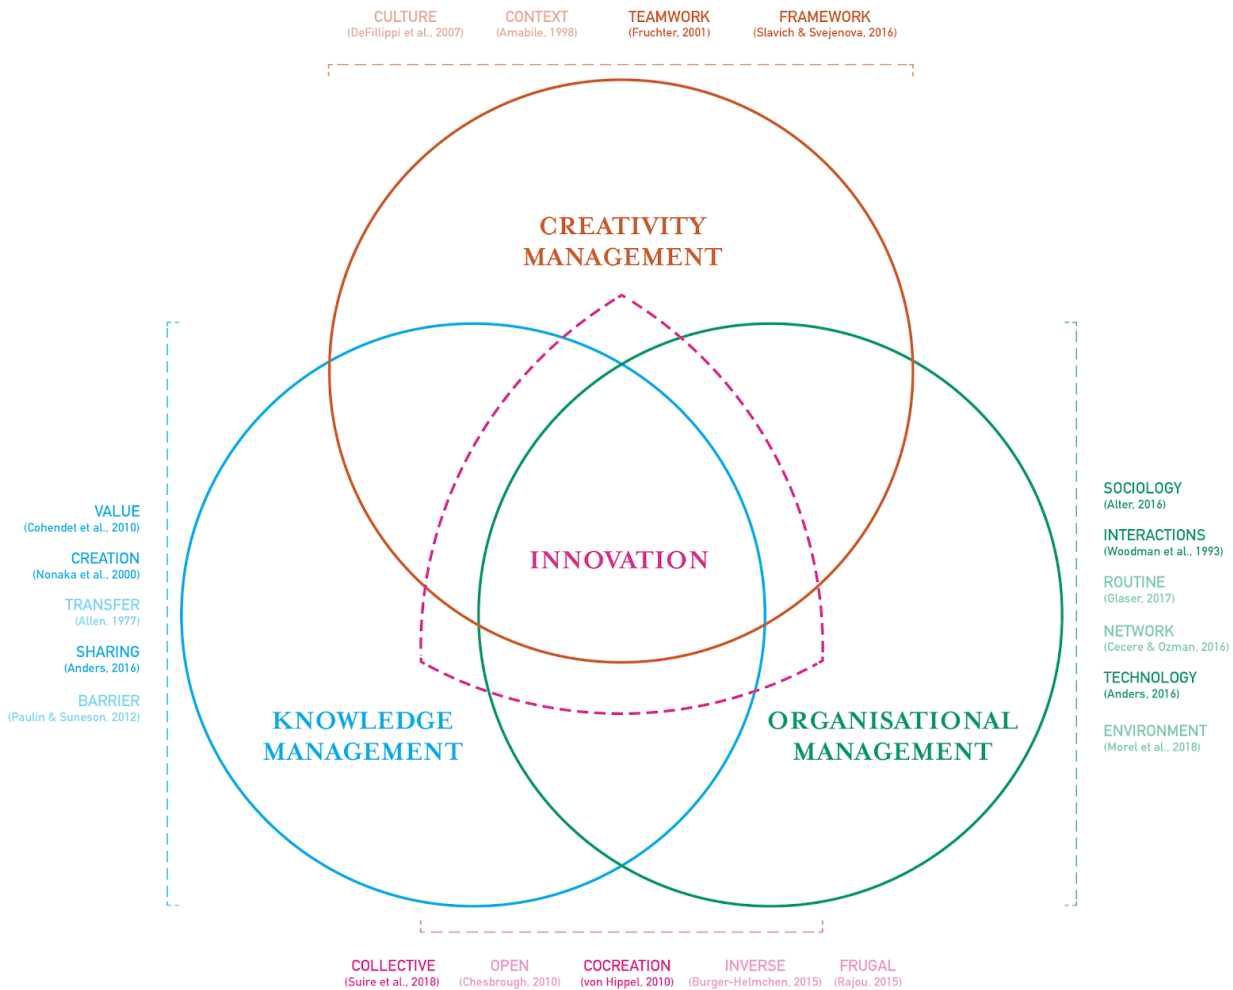 CULTURE
(DeFillippi et al., 2007)
CONTEXT
(Amabile, 1998)
TEAMWORK
(Fruchter, 2001)
FRAMEWORK
(Slavich & Svejenova, 2016)
CREATIVITY
MANAGEMENT
VALUE
(Cohendet et al., 2010)
CREATION
(Nonaka et al., 2000)
TRANSFER
(Allen, 1977)
SHARING
(Anders, 2016)
BARRIER
(Paulin & Suneson, 2012)
INNOVATION
KNOWLEDGE
MANAGEMENT
ORGANISATIONAL
MANAGEMENT
SOCIOLOGY
(Alter, 2016)
INTERACTIONS
(Woodman et al., 1993)
ROUTINE
(Glaser, 2017)
NETWORK
(Cecere & Ozman, 2016)
TECHNOLOGY
(Anders, 2016)
ENVIRONMENT
(Morel et al., 2018)
COLLECTIVE
(Suire et al., 2018)
OPEN
(Chesbrough, 2010)
COCREATION
(von Hippel, 2010)
INVERSE
(Burger-Helmchen, 2015)
FRUGAL
(Rajou, 2015)